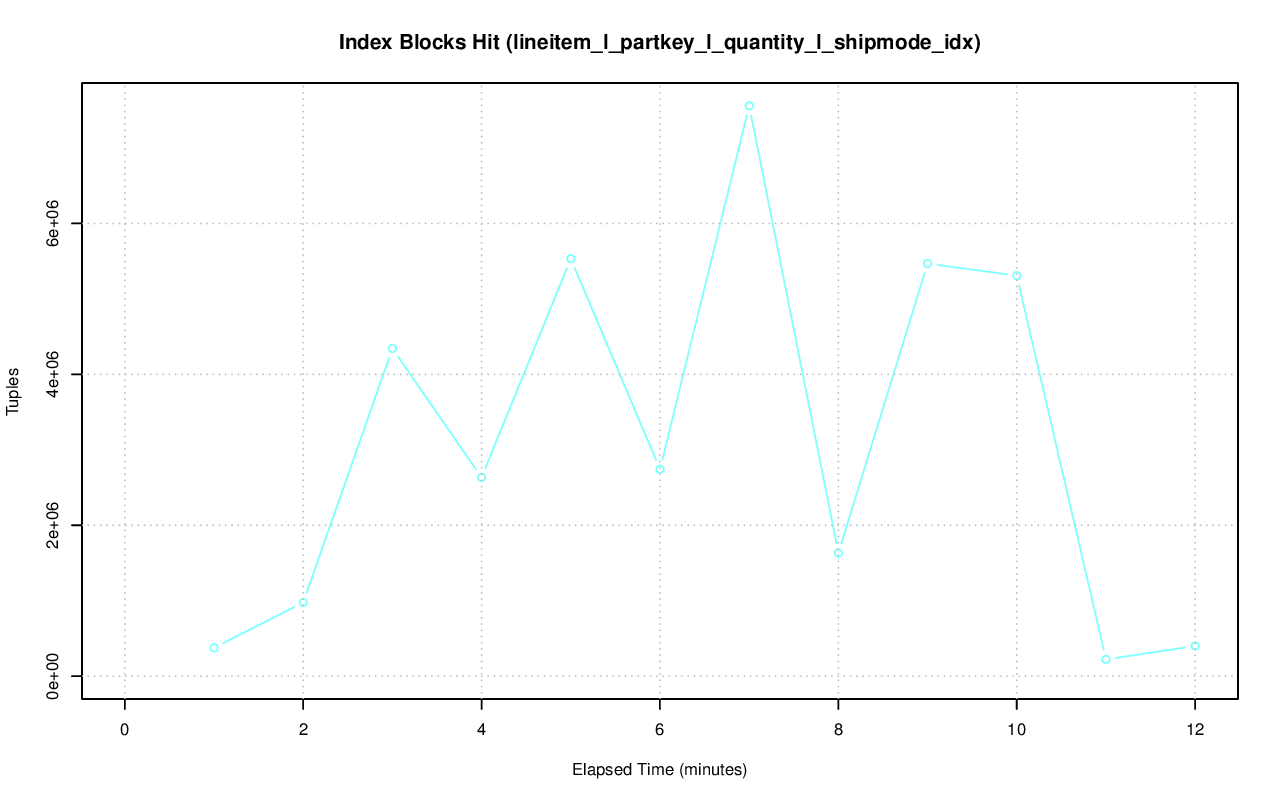 Index Blocks Hit (lineitem_l_partkey_l_quantity_l_shipmode_idx)
Tuples
6e+06
4e+06
2e+06
0e+00
0 2 4 6 8 10 12
Elapsed Time (minutes)